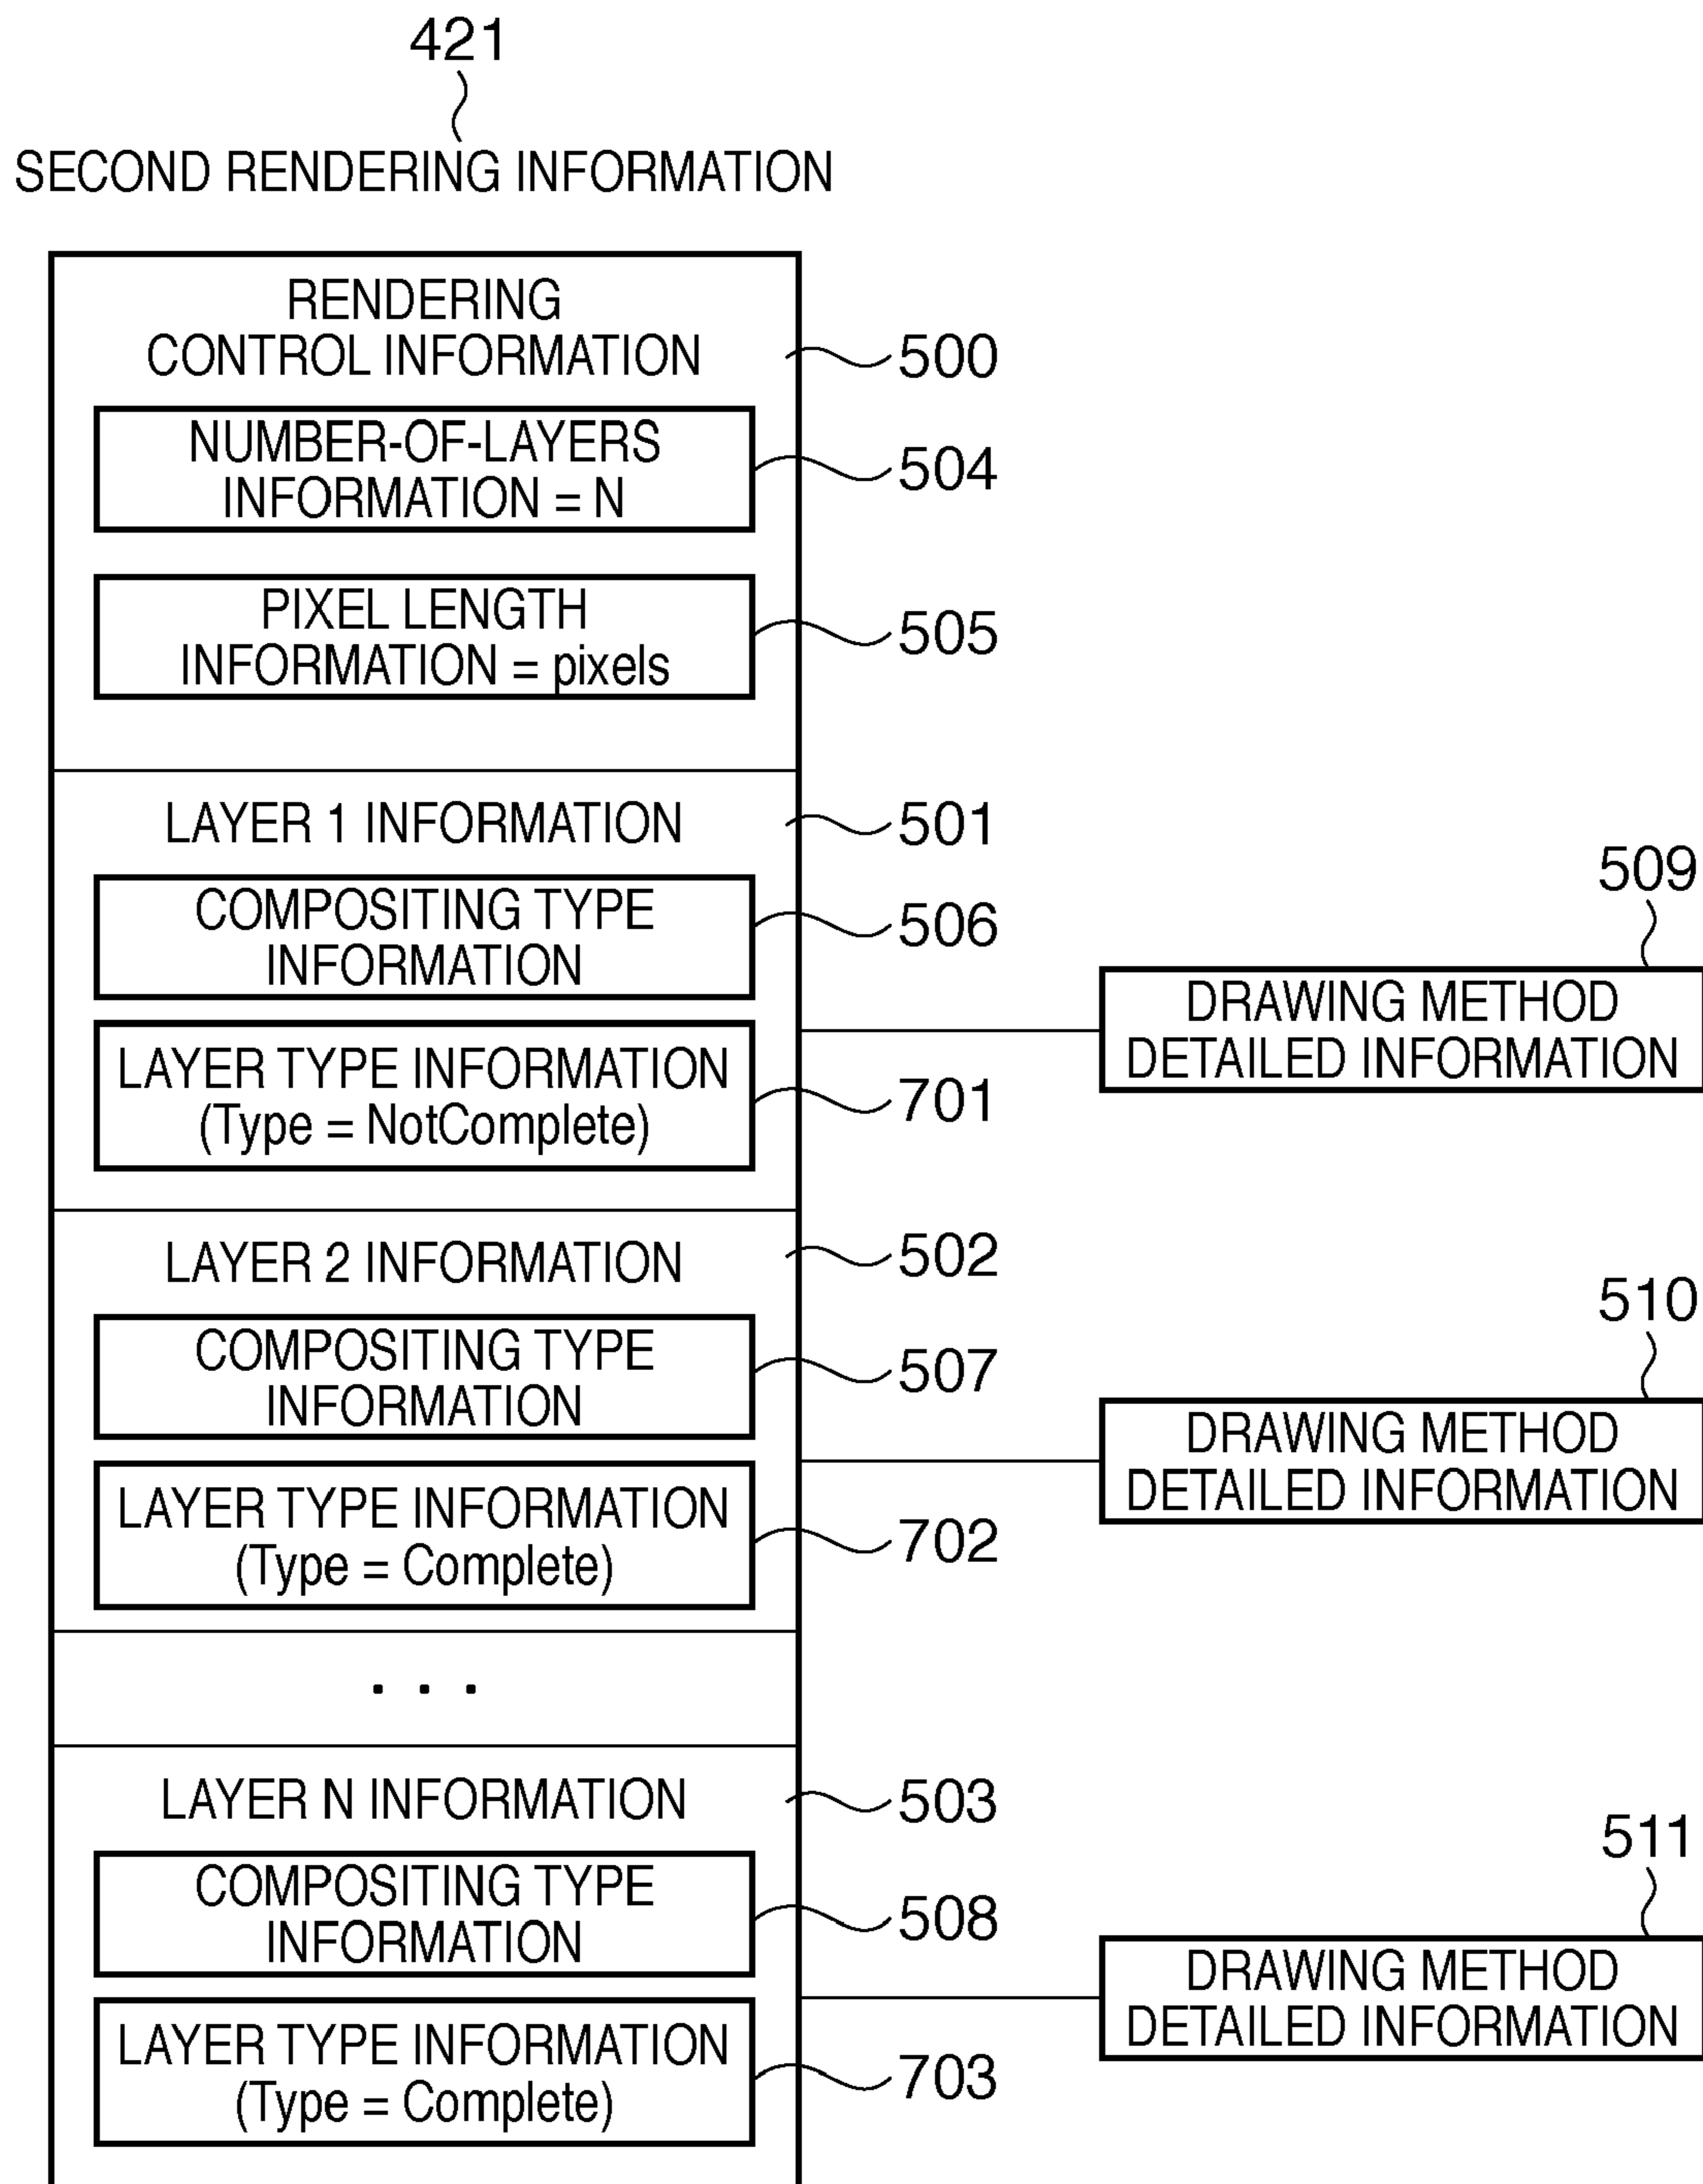 421
SECOND RENDERING INFORMATION
RENDERING
CONTROL INFORMATION
500
NUMBER-OF-LAYERS
INFORMATION = N
504
PIXEL LENGTH
INFORMATION = pixels
505
LAYER 1 INFORMATION
501
COMPOSITING TYPE
INFORMATION
506
509
DRAWING METHOD
DETAILED INFORMATION
LAYER TYPE INFORMATION
(Type = NotComplete)
701
LAYER 2 INFORMATION
502
COMPOSITING TYPE
INFORMATION
507
510
DRAWING METHOD
DETAILED INFORMATION
LAYER TYPE INFORMATION
(Type = Complete)
702
. . .
LAYER N INFORMATION
503
COMPOSITING TYPE
INFORMATION
508
511
DRAWING METHOD
DETAILED INFORMATION
LAYER TYPE INFORMATION
(Type = Complete)
703